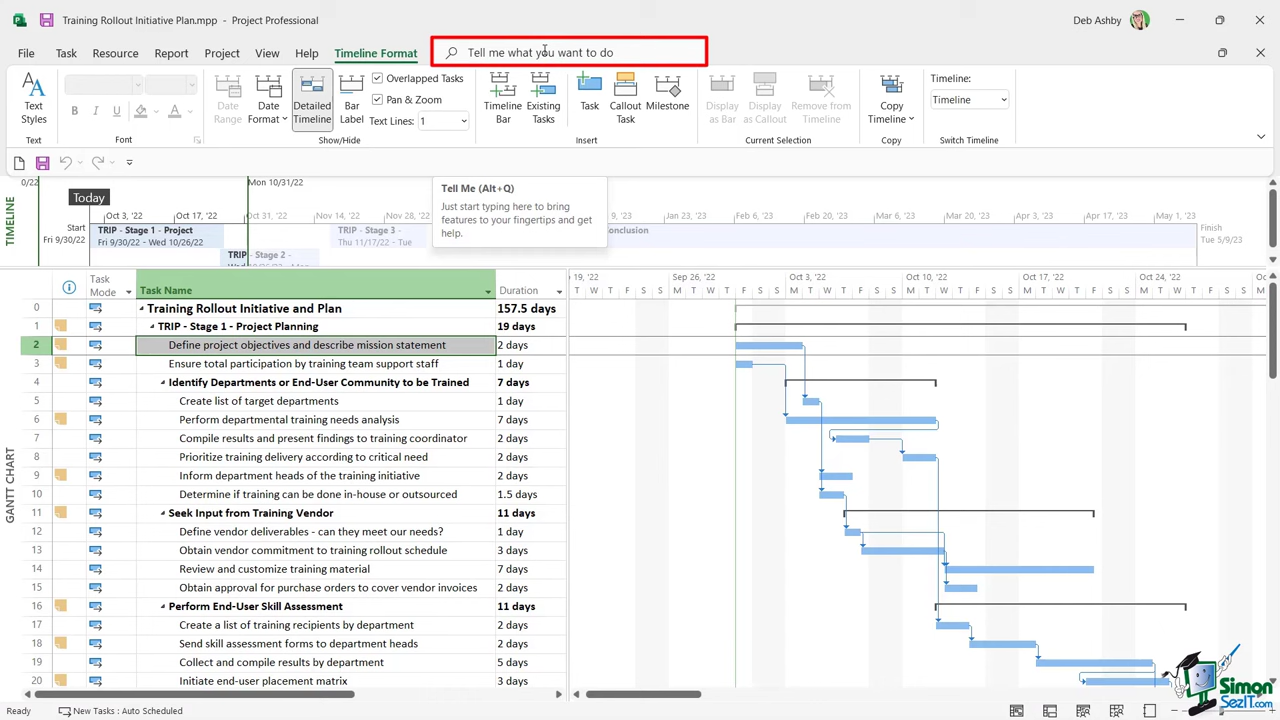 Training Rollout Initiative Plan.mpp - Project Professional
Deb Ashby
File Task Resource Report Project View Help Timeline Format Tell me what you want to do
Text Styles
B I U A
Date Range
Date Format
Detailed Timeline
Bar Label
Overlapped Tasks
Pan & Zoom
Text Lines: 1
Timeline Bar
Existing Tasks
Task
Callout Task
Milestone
Display as Bar
Display as Callout
Remove from Timeline
Copy Timeline
Timeline:
Timeline
Text Font Show/Hide Insert Current Selection Copy Switch Timeline
0/22 Mon 10/31/22
TIMELINE
Today
Oct 3, '22 Oct 17, '22 Oct 31, '22 Nov 14, '22 Nov 28, '22 9, '23 Jan 23, '23 Feb 6, '23 Feb 20, '23 Mar 6, '23 Mar 20, '23 Apr 3, '23 Apr 17, '23 May 1, '23
Start
Fri 9/30/22
TRIP - Stage 1 - Project
Fri 9/30/22 - Wed 10/26/22
TRIP - Stage 2 -
TRIP - Stage 3
Thu 11/17/22 - Tue
onclusion
Finish
Tue 5/9/23
Tell Me (Alt+Q)
Just start typing here to bring
features to your fingertips and get
help.
Task Mode
Task Name
Duration
19, '22 Sep 26, '22 Oct 3, '22 Oct 10, '22 Oct 17, '22 Oct 24, '22
T W T F S S M T W T F S S M T W T F S S M T W T F S S M T W T F S S M T W T F S S M
GANTT CHART
0 Training Rollout Initiative and Plan 157.5 days
1 TRIP - Stage 1 - Project Planning 19 days
2 Define project objectives and describe mission statement 2 days
3 Ensure total participation by training team support staff 1 day
4 Identify Departments or End-User Community to be Trained 7 days
5 Create list of target departments 1 day
6 Perform departmental training needs analysis 7 days
7 Compile results and present findings to training coordinator 2 days
8 Prioritize training delivery according to critical need 2 days
9 Inform department heads of the training initiative 2 days
10 Determine if training can be done in-house or outsourced 1.5 days
11 Seek Input from Training Vendor 11 days
12 Define vendor deliverables - can they meet our needs? 1 day
13 Obtain vendor commitment to training rollout schedule 3 days
14 Review and customize training material 7 days
15 Obtain approval for purchase orders to cover vendor invoices 2 days
16 Perform End-User Skill Assessment 11 days
17 Create a list of training recipients by department 2 days
18 Send skill assessment forms to department heads 2 days
19 Collect and compile results by department 5 days
20 Initiate end-user placement matrix 3 days
Ready New Tasks : Auto Scheduled
Simon
SezIT.com